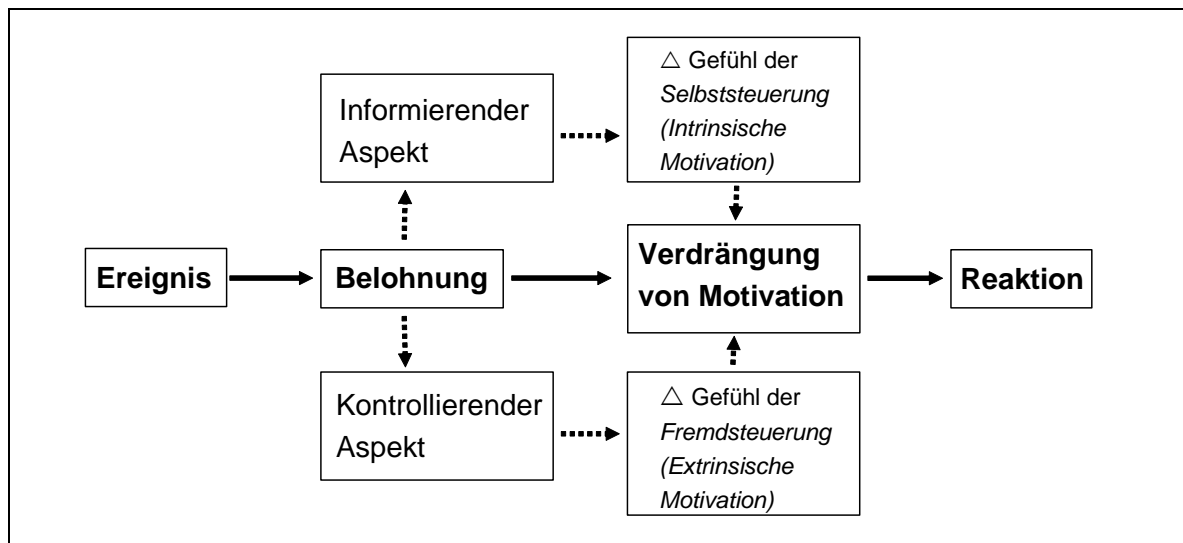 Informierender
Aspekt
△ Gefühl der
Selbststeuerung
(Intrinsische
Motivation)
Ereignis
Belohnung
Verdrängung
von Motivation
Reaktion
Kontrollierender
Aspekt
△ Gefühl der
Fremdsteuerung
(Extrinsische
Motivation)